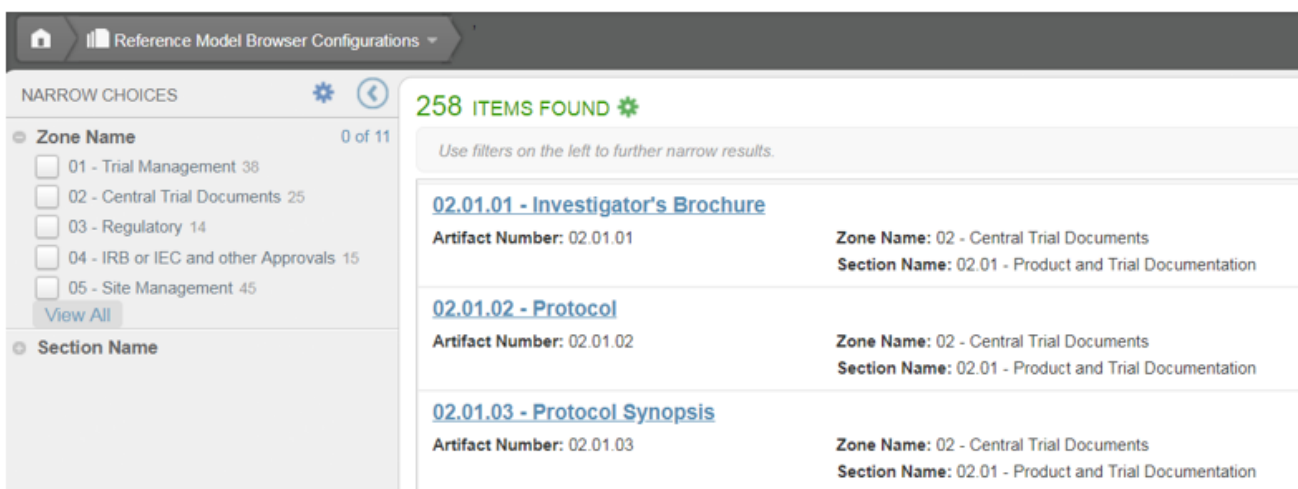 Reference Model Browser Configurations
NARROW CHOICES
Zone Name 0 of 11
01 - Trial Management 38
02 - Central Trial Documents 25
03 - Regulatory 14
04 - IRB or IEC and other Approvals 15
05 - Site Management 45
View All
Section Name
258 ITEMS FOUND
Use filters on the left to further narrow results.
02.01.01 - Investigator's Brochure
Artifact Number: 02.01.01 Zone Name: 02 - Central Trial Documents
Section Name: 02.01 - Product and Trial Documentation
02.01.02 - Protocol
Artifact Number: 02.01.02 Zone Name: 02 - Central Trial Documents
Section Name: 02.01 - Product and Trial Documentation
02.01.03 - Protocol Synopsis
Artifact Number: 02.01.03 Zone Name: 02 - Central Trial Documents
Section Name: 02.01 - Product and Trial Documentation